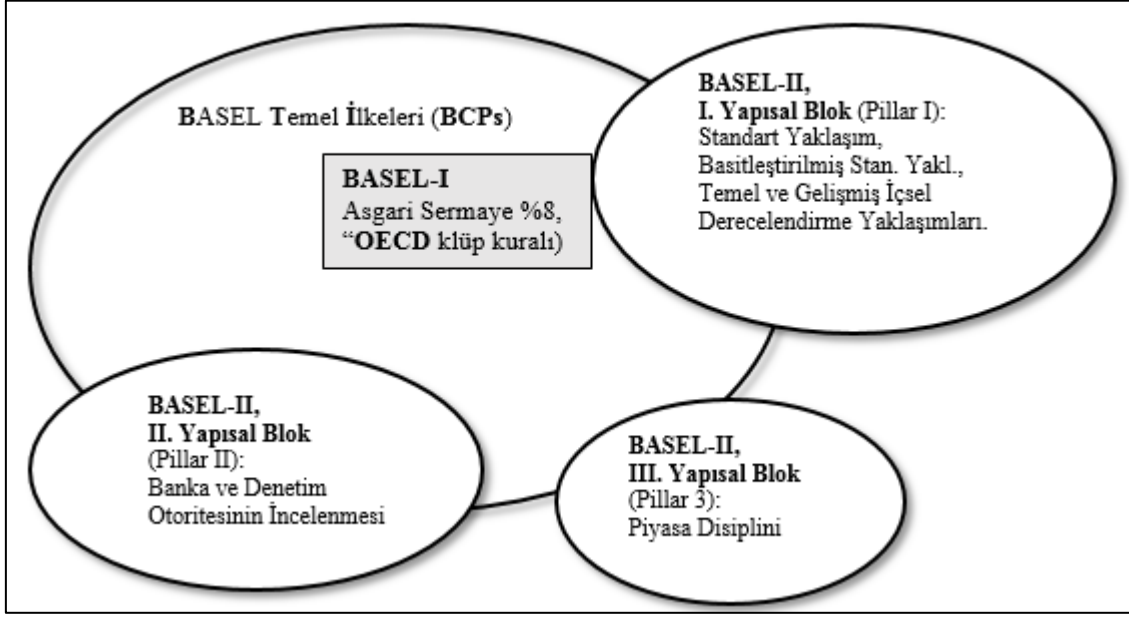 BASEL Temel İlkeleri (BCPs)
BASEL-I
Asgari Sermaye %8,
“OECD klüp kuralı)
BASEL-II,
I. Yapısal Blok (Pillar I):
Standart Yaklaşım,
Basitleştirilmiş Stan. Yakl.,
Temel ve Gelişmiş İçsel
Derecelendirme Yaklaşımları.
BASEL-II,
II. Yapısal Blok
(Pillar II):
Banka ve Denetim
Otoritesinin İncelenmesi
BASEL-II,
III. Yapısal Blok
(Pillar 3):
Piyasa Disiplini